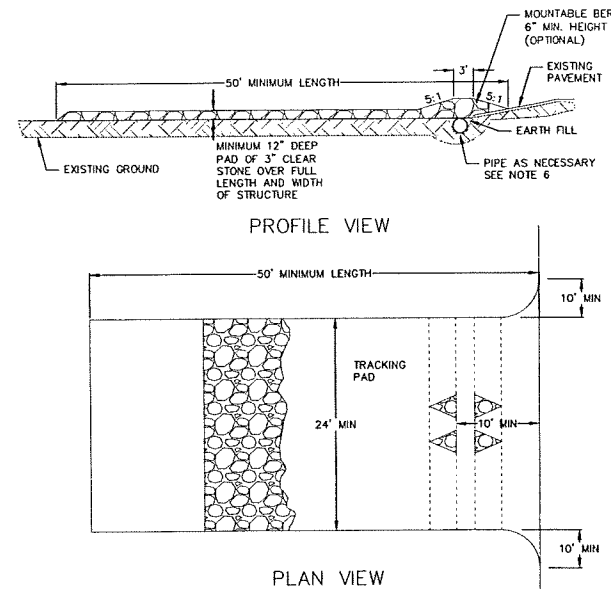 MOUNTABLE BER
6" MIN. HEIGHT
(OPTIONAL)
3'
50' MINIMUM LENGTH
5:1
5:1
EXISTING
PAVEMENT
EARTH FILL
EXISTING GROUND
MINIMUM 12" DEEP
PAD OF 3" CLEAR
STONE OVER FULL
LENGTH AND WIDTH
OF STRUCTURE
PIPE AS NECESSARY
SEE NOTE 6
PROFILE VIEW
50' MINIMUM LENGTH
10' MIN
TRACKING
PAD
24' MIN
10' MIN
10' MIN
PLAN VIEW